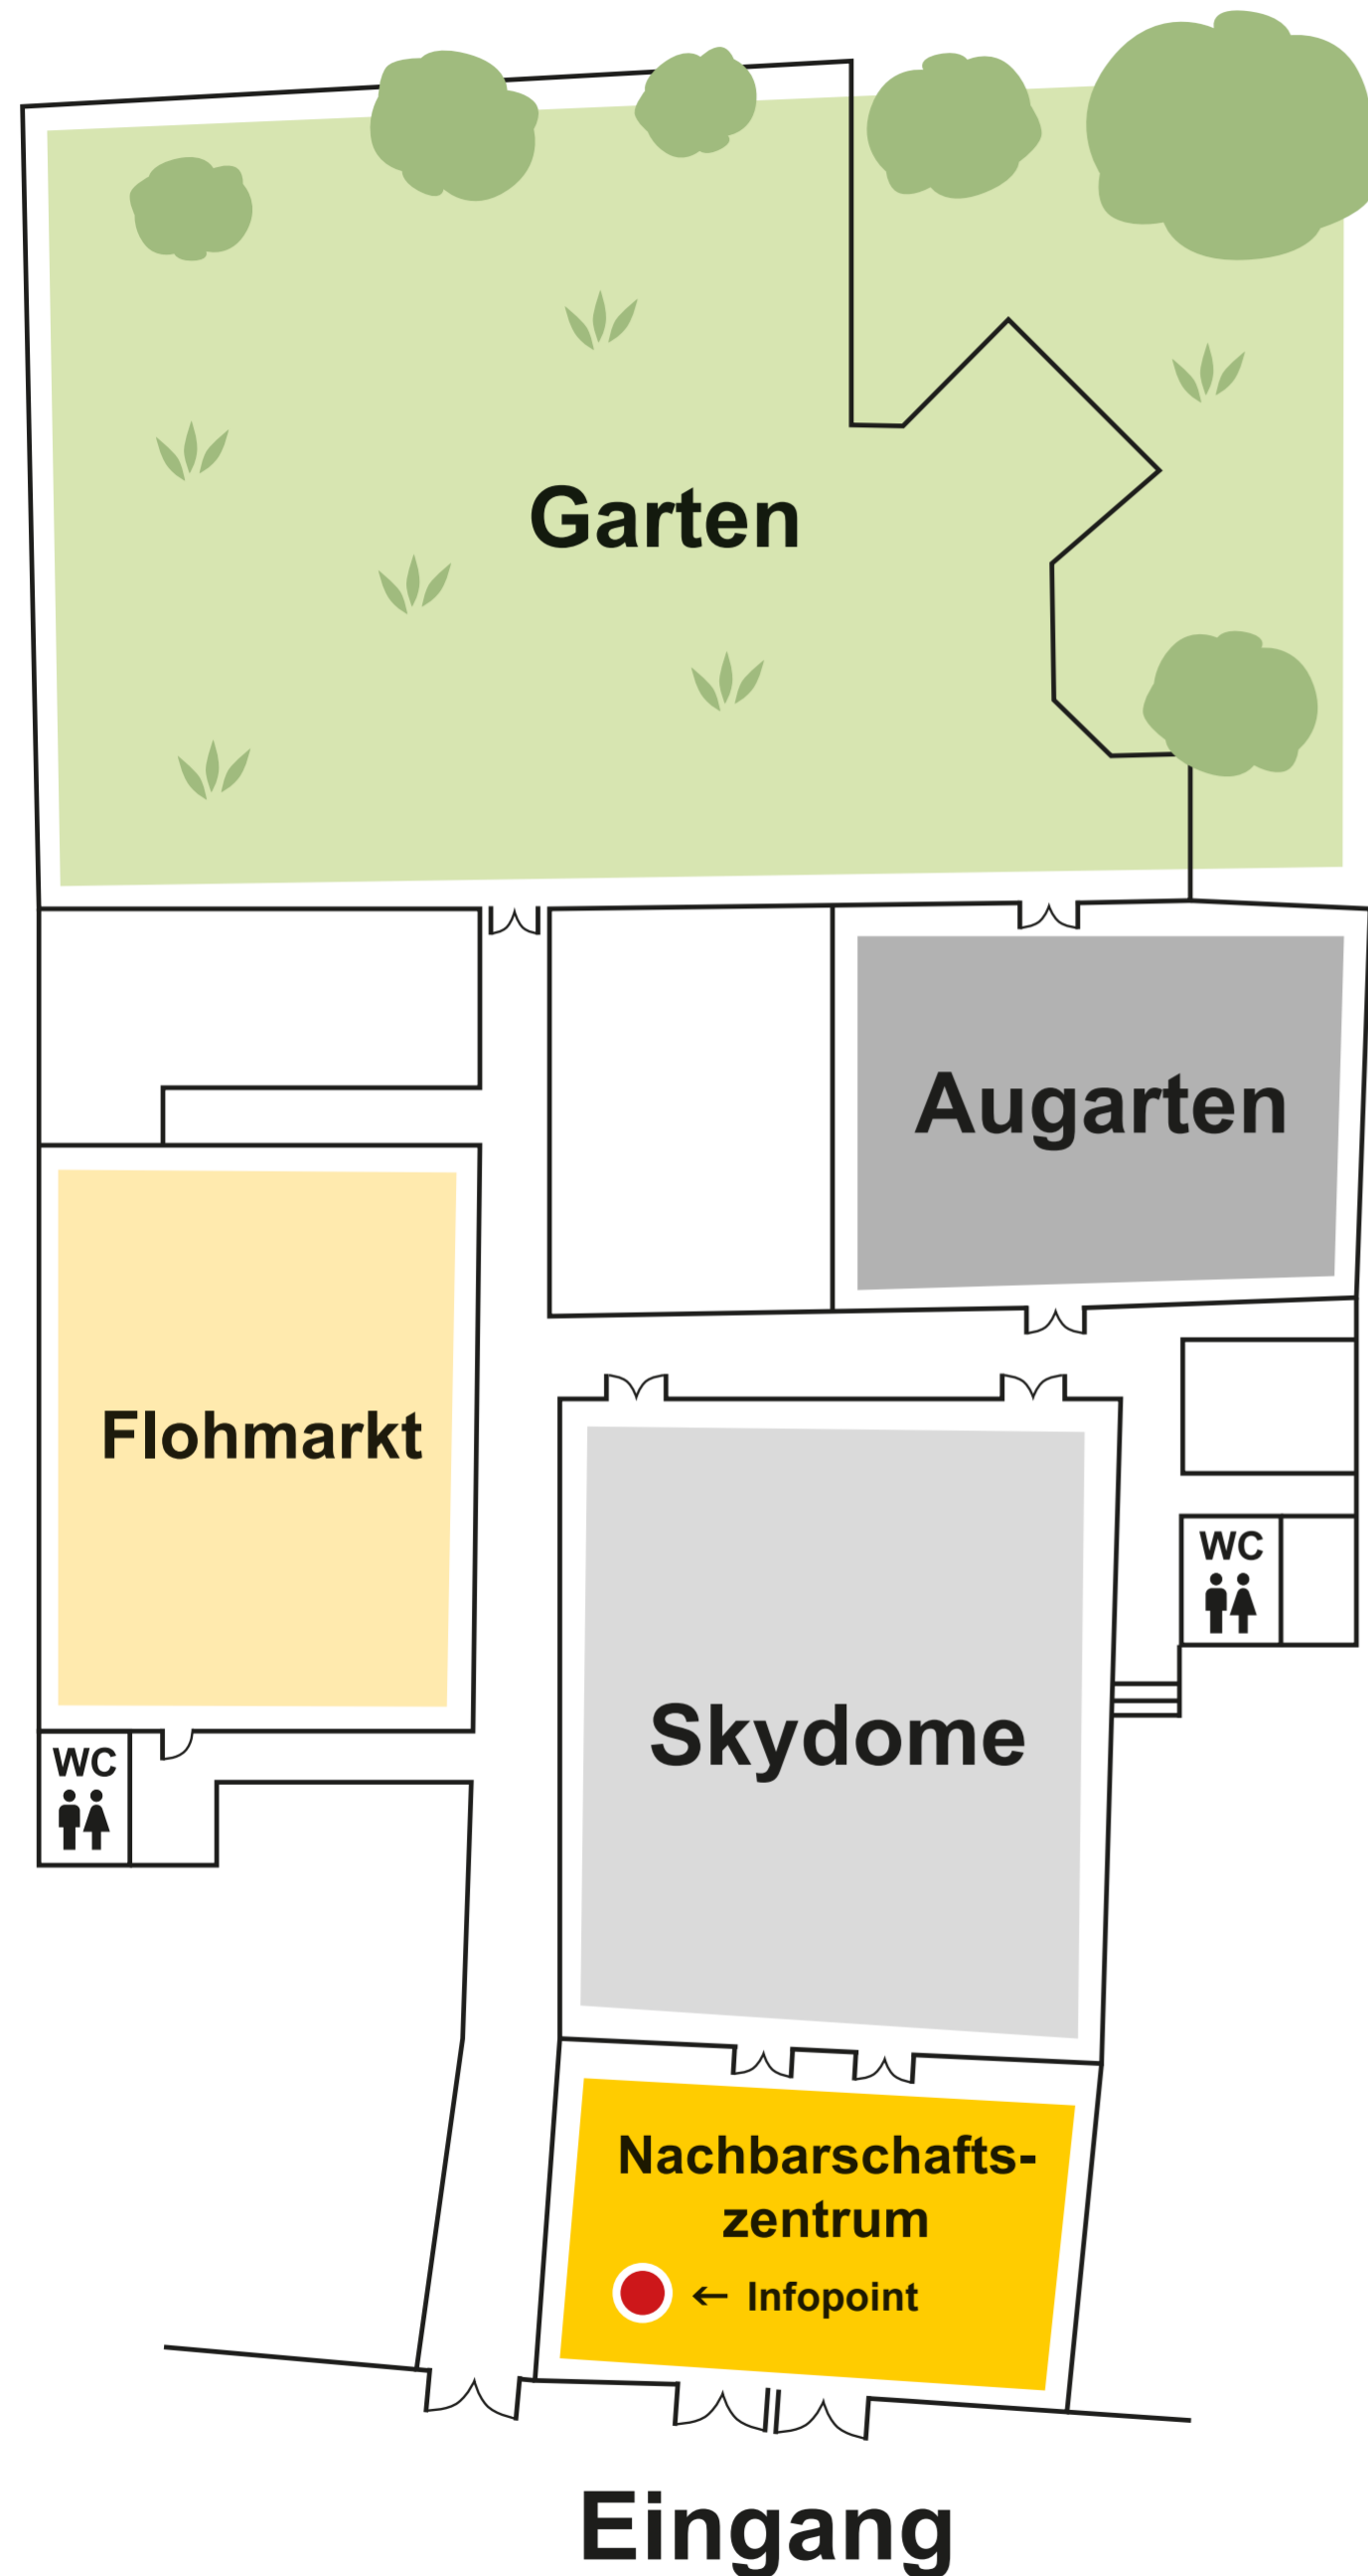 Garten
Augarten
Flohmarkt
WC
Skydome
WC
Nachbarschafts-
zentrum
← Infopoint
Eingang